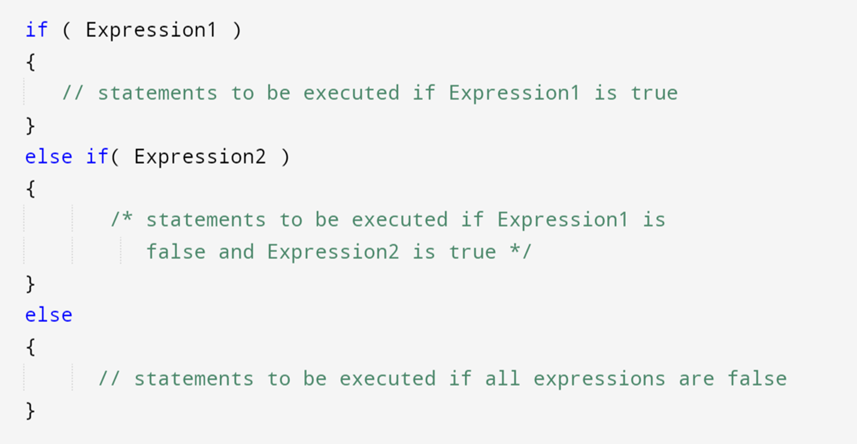 if ( Expression1 )
{
// statements to be executed if Expression1 is true
}
else if( Expression2 )
{
/* statements to be executed if Expression1 is
false and Expression2 is true */
}
else
{
// statements to be executed if all expressions are false
}